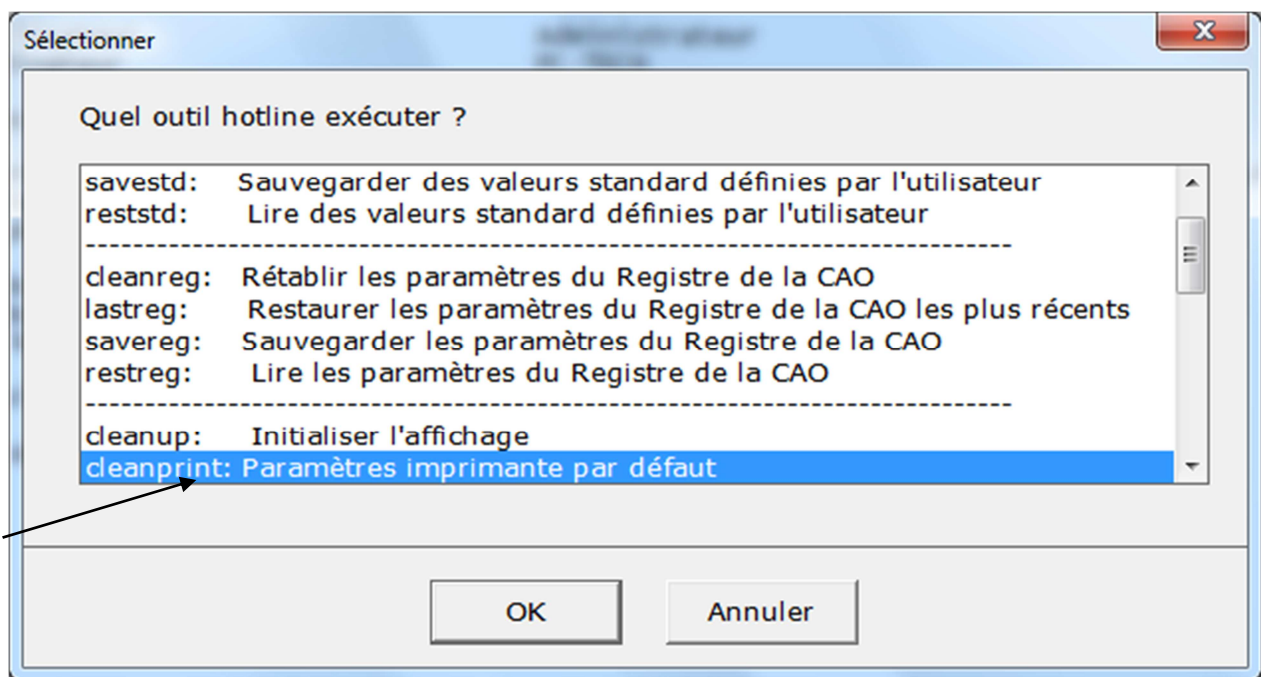 Sélectionner
Quel outil hotline exécuter ?
savestd: Sauvegarder des valeurs standard définies par l'utilisateur
reststd: Lire des valeurs standard définies par l'utilisateur
-----------------------------------------------------------------------------
cleanreg: Rétablir les paramètres du Registre de la CAO
lastreg: Restaurer les paramètres du Registre de la CAO les plus récents
savereg: Sauvegarder les paramètres du Registre de la CAO
restreg: Lire les paramètres du Registre de la CAO
-----------------------------------------------------------------------------
cleanup: Initialiser l'affichage
cleanprint: Paramètres imprimante par défaut
OK Annuler